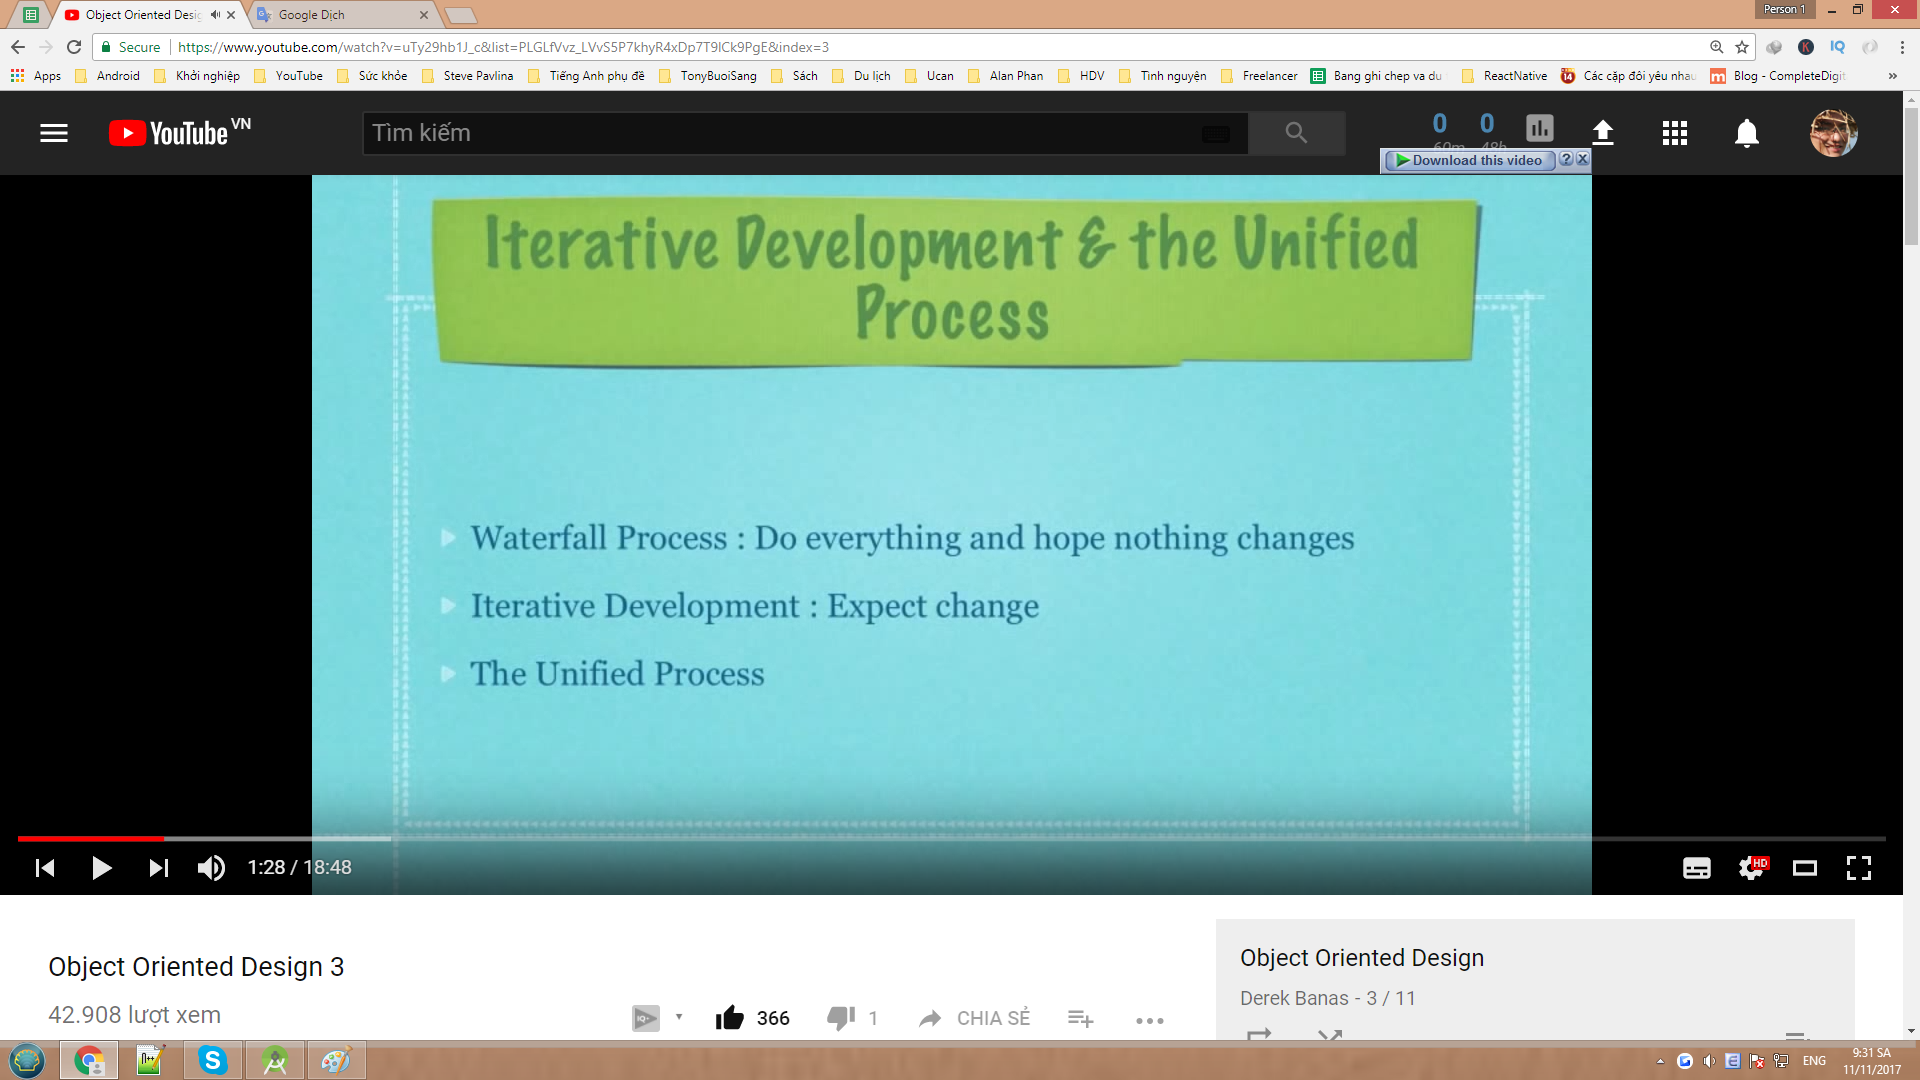 Object Oriented Desig
Google Dịch
Person 1
Secure
https://www.youtube.com/watch?v=uTy29hb1J_c&list=PLGLfVvz_LVvS5P7khyR4xDp7T9lCk9PgE&index=3
Apps Android Khởi nghiệp YouTube Sức khỏe Steve Pavlina Tiếng Anh phụ đề TonyBuoiSang Sách Du lịch Ucan Alan Phan HDV Tình nguyện Freelancer Bang ghi chep va du ReactNative Các cặp đôi yêu nhau Blog - CompleteDigit »
YouTube VN
Tìm kiếm
0 0
60m 48h
Download this video
Iterative Development & the Unified
Process
Waterfall Process : Do everything and hope nothing changes
Iterative Development : Expect change
The Unified Process
1:28 / 18:48
HD
Object Oriented Design 3
42.908 lượt xem
366
1
CHIA SẺ
Object Oriented Design
Derek Banas - 3 / 11
ENG
9:31 SA
11/11/2017